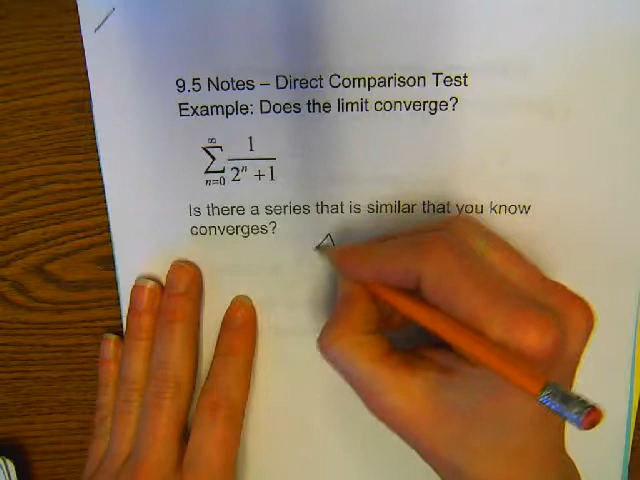 9.5 Notes – Direct Comparison Test
Example: Does the limit converge?
∞
∑ 1/(2ⁿ + 1)
n=0
Is there a series that is similar that you know
converges?